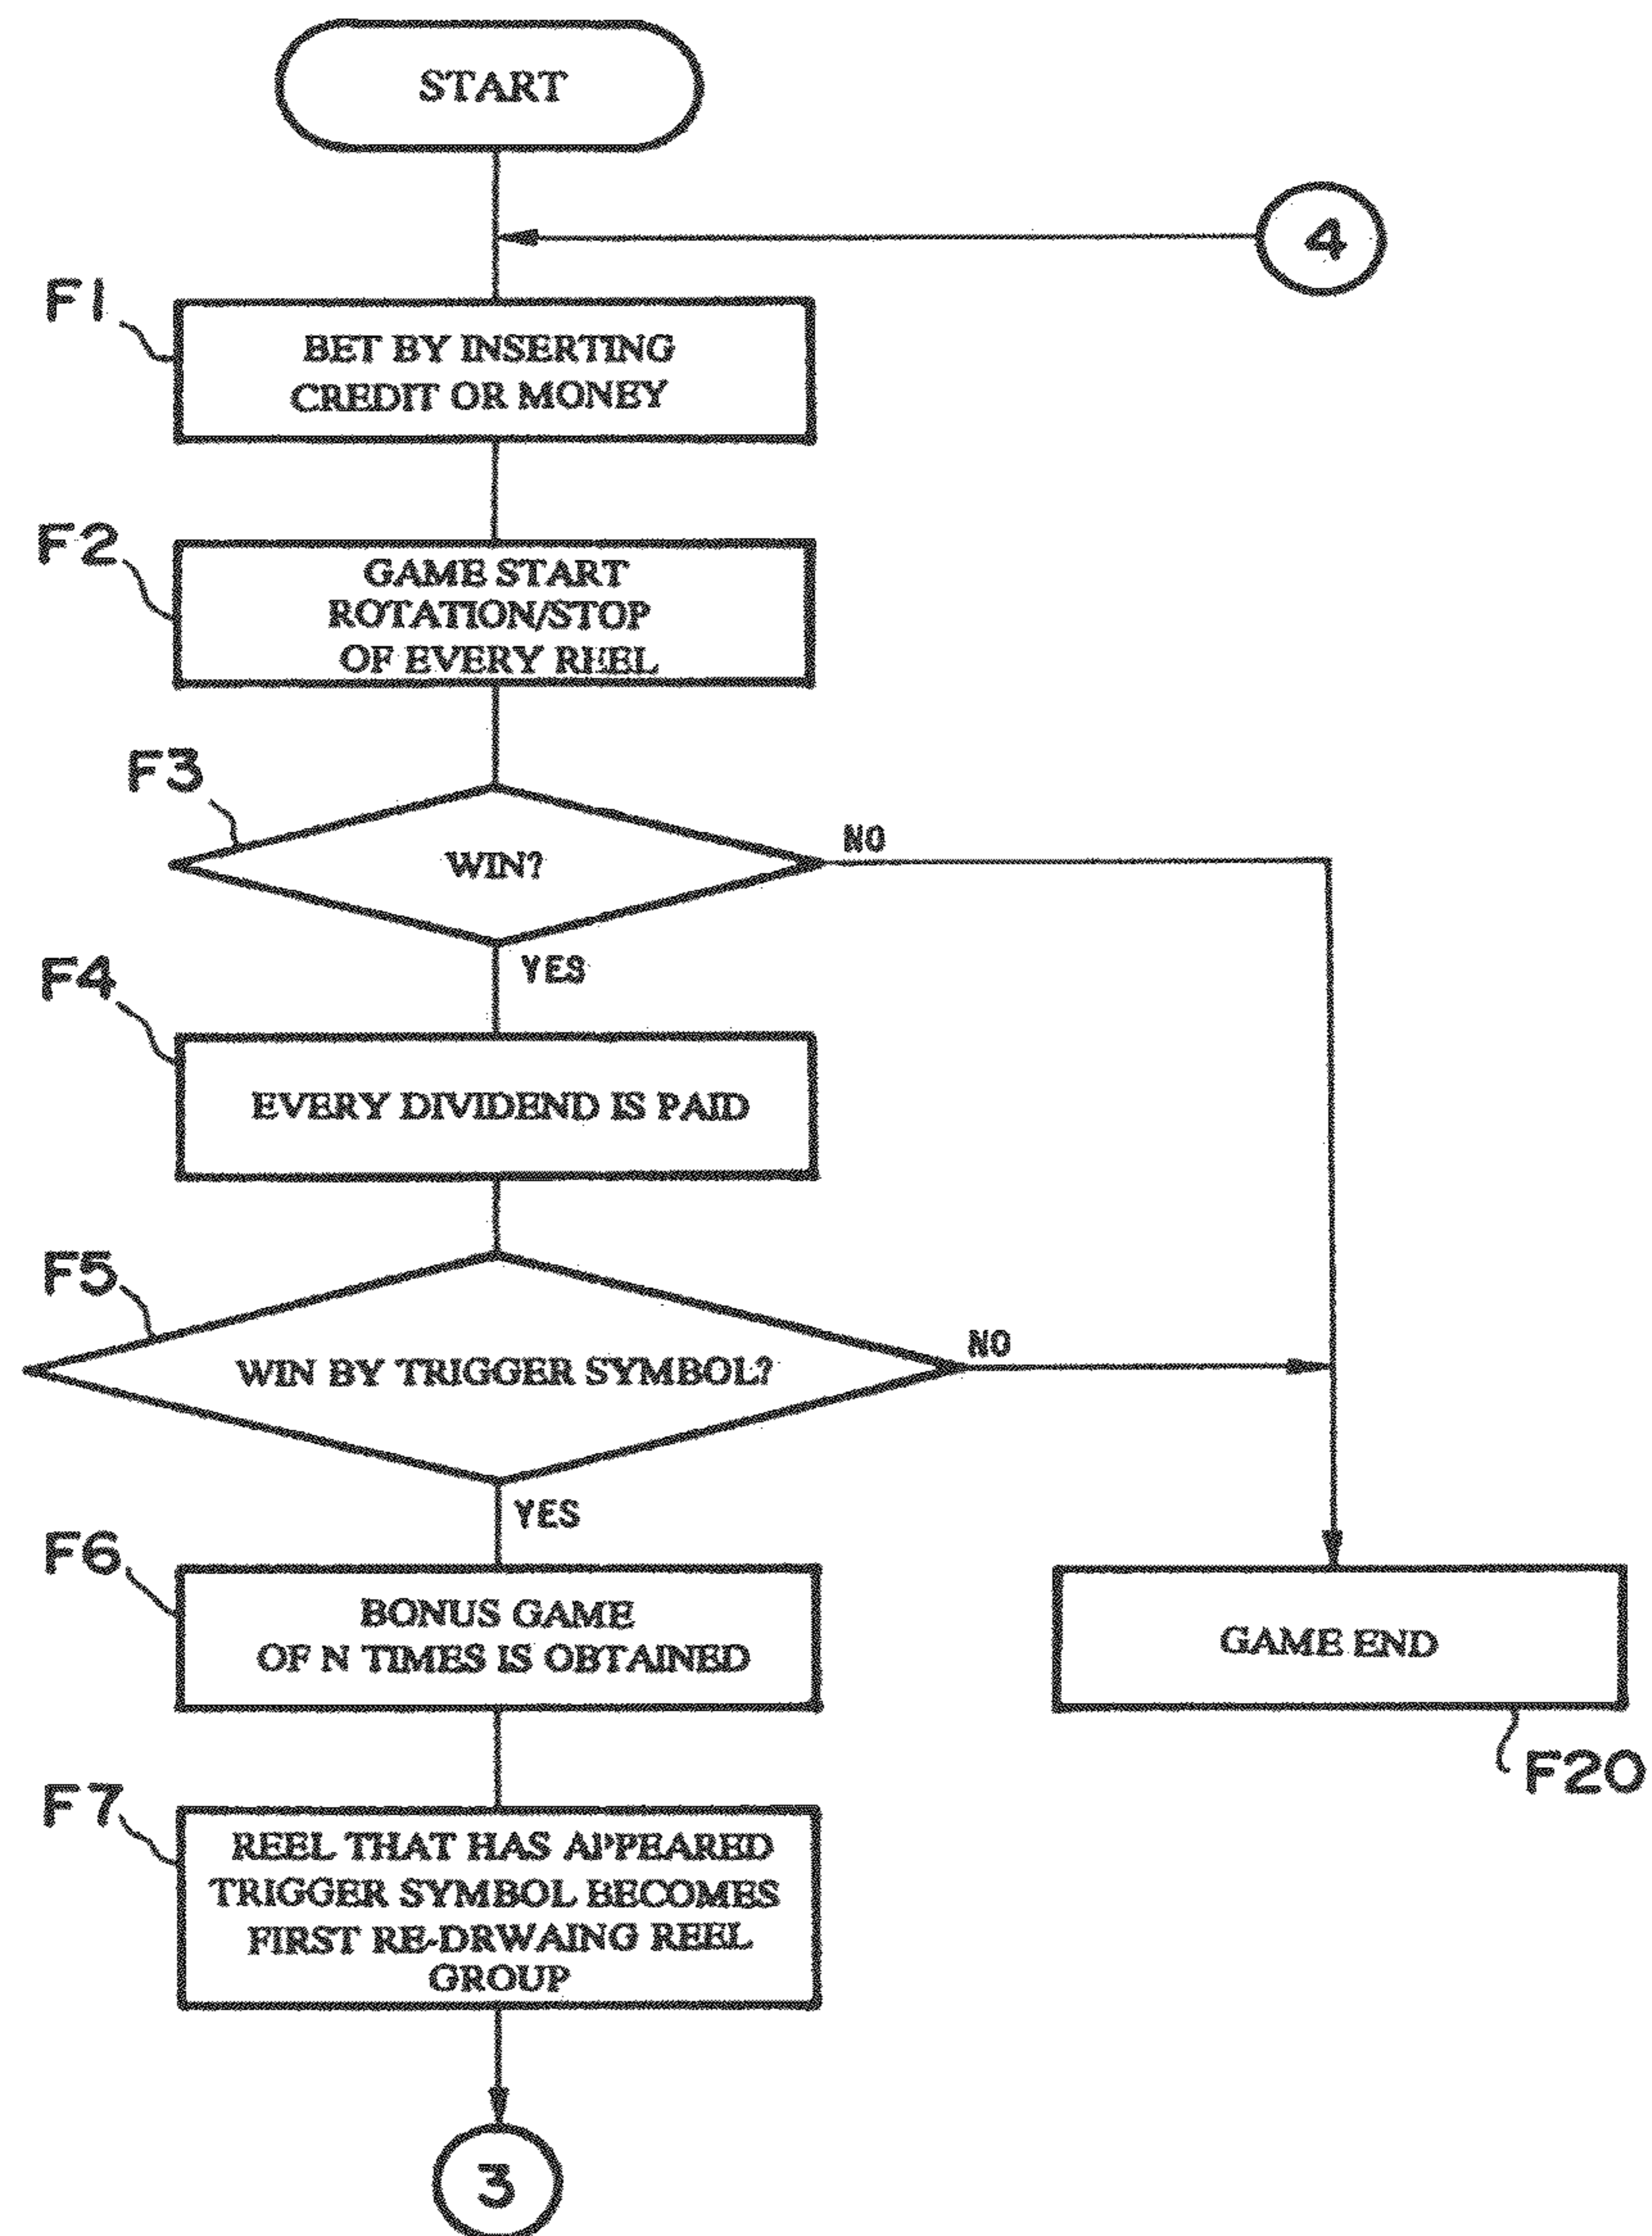 START
4
F1
BET BY INSERTING
CREDIT OR MONEY
F2
GAME START
ROTATION/STOP
OF EVERY REEL
F3
WIN?
NO
YES
F4
EVERY DIVIDEND IS PAID
F5
WIN BY TRIGGER SYMBOL?
NO
YES
F6
BONUS GAME
OF N TIMES IS OBTAINED
GAME END
F20
F7
REEL THAT HAS APPEARED
TRIGGER SYMBOL BECOMES
FIRST RE-DRWAING REEL
GROUP
3